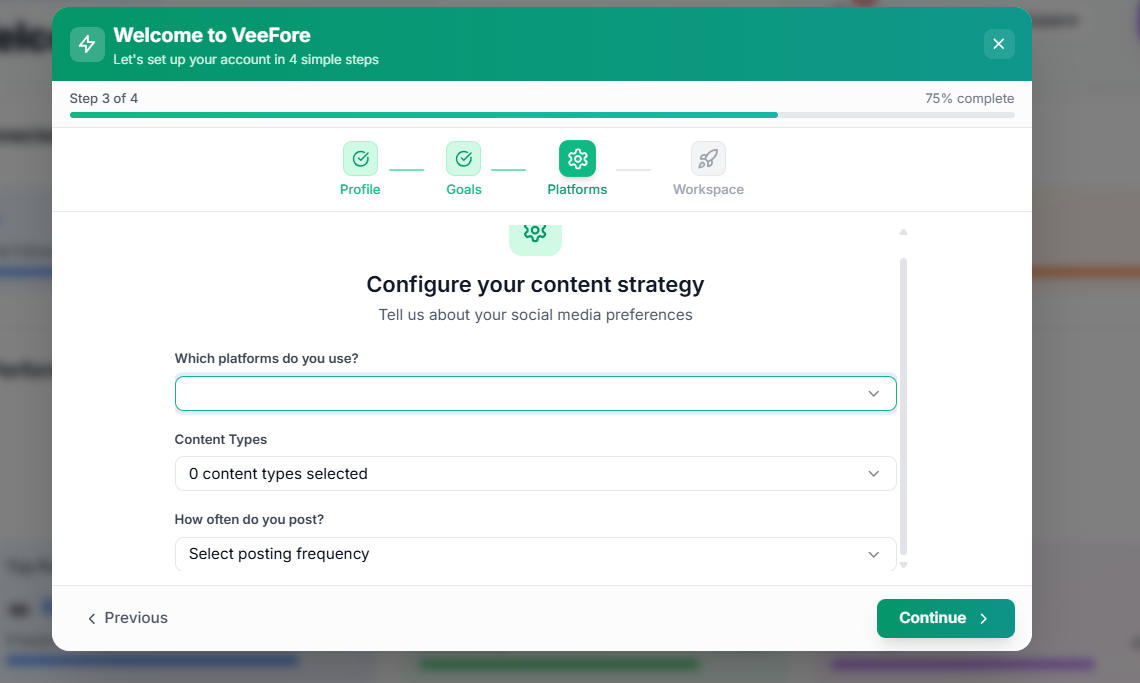 Welcome to VeeFore
Let's set up your account in 4 simple steps
Step 3 of 4
75% complete
Profile
Goals
Platforms
Workspace
Configure your content strategy
Tell us about your social media preferences
Which platforms do you use?
Content Types
0 content types selected
How often do you post?
Select posting frequency
Previous
Continue